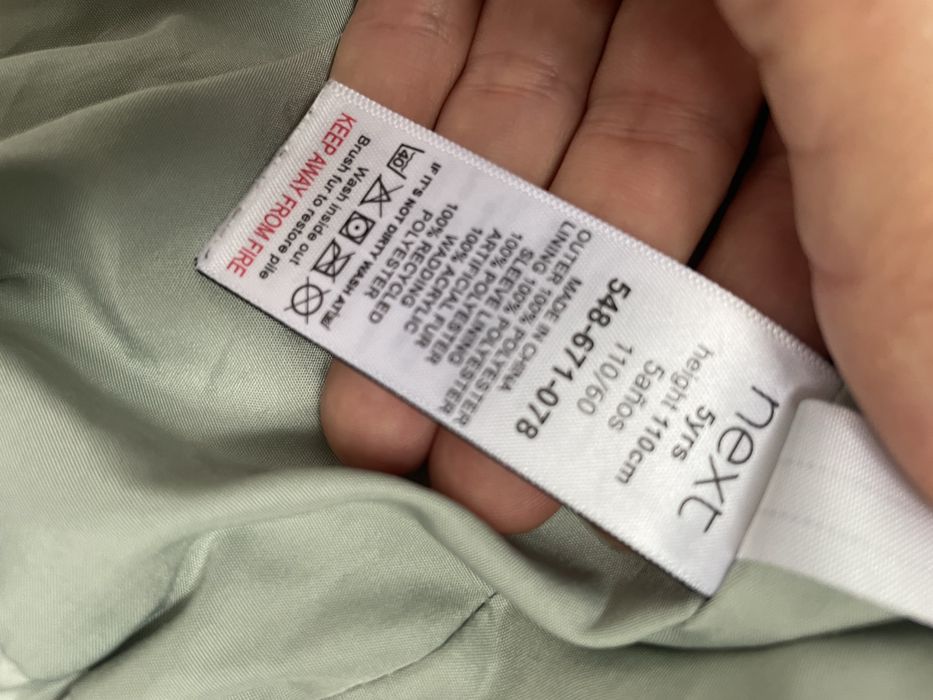 next
5yrs
height 110cm
5años
110/60
548-671-078
MADE IN CHINA
OUTER 100% POLYESTER
LINING 100% POLYESTER
SLEEVE LINING
100% POLYESTER
ARTIFICIAL FUR
100% ACRYLIC
WADDING
100% RECYCLED
POLYESTER
IF IT'S NOT DIRTY WASH AT
40
Wash inside out
Brush fur to restore pile
KEEP AWAY FROM FIRE